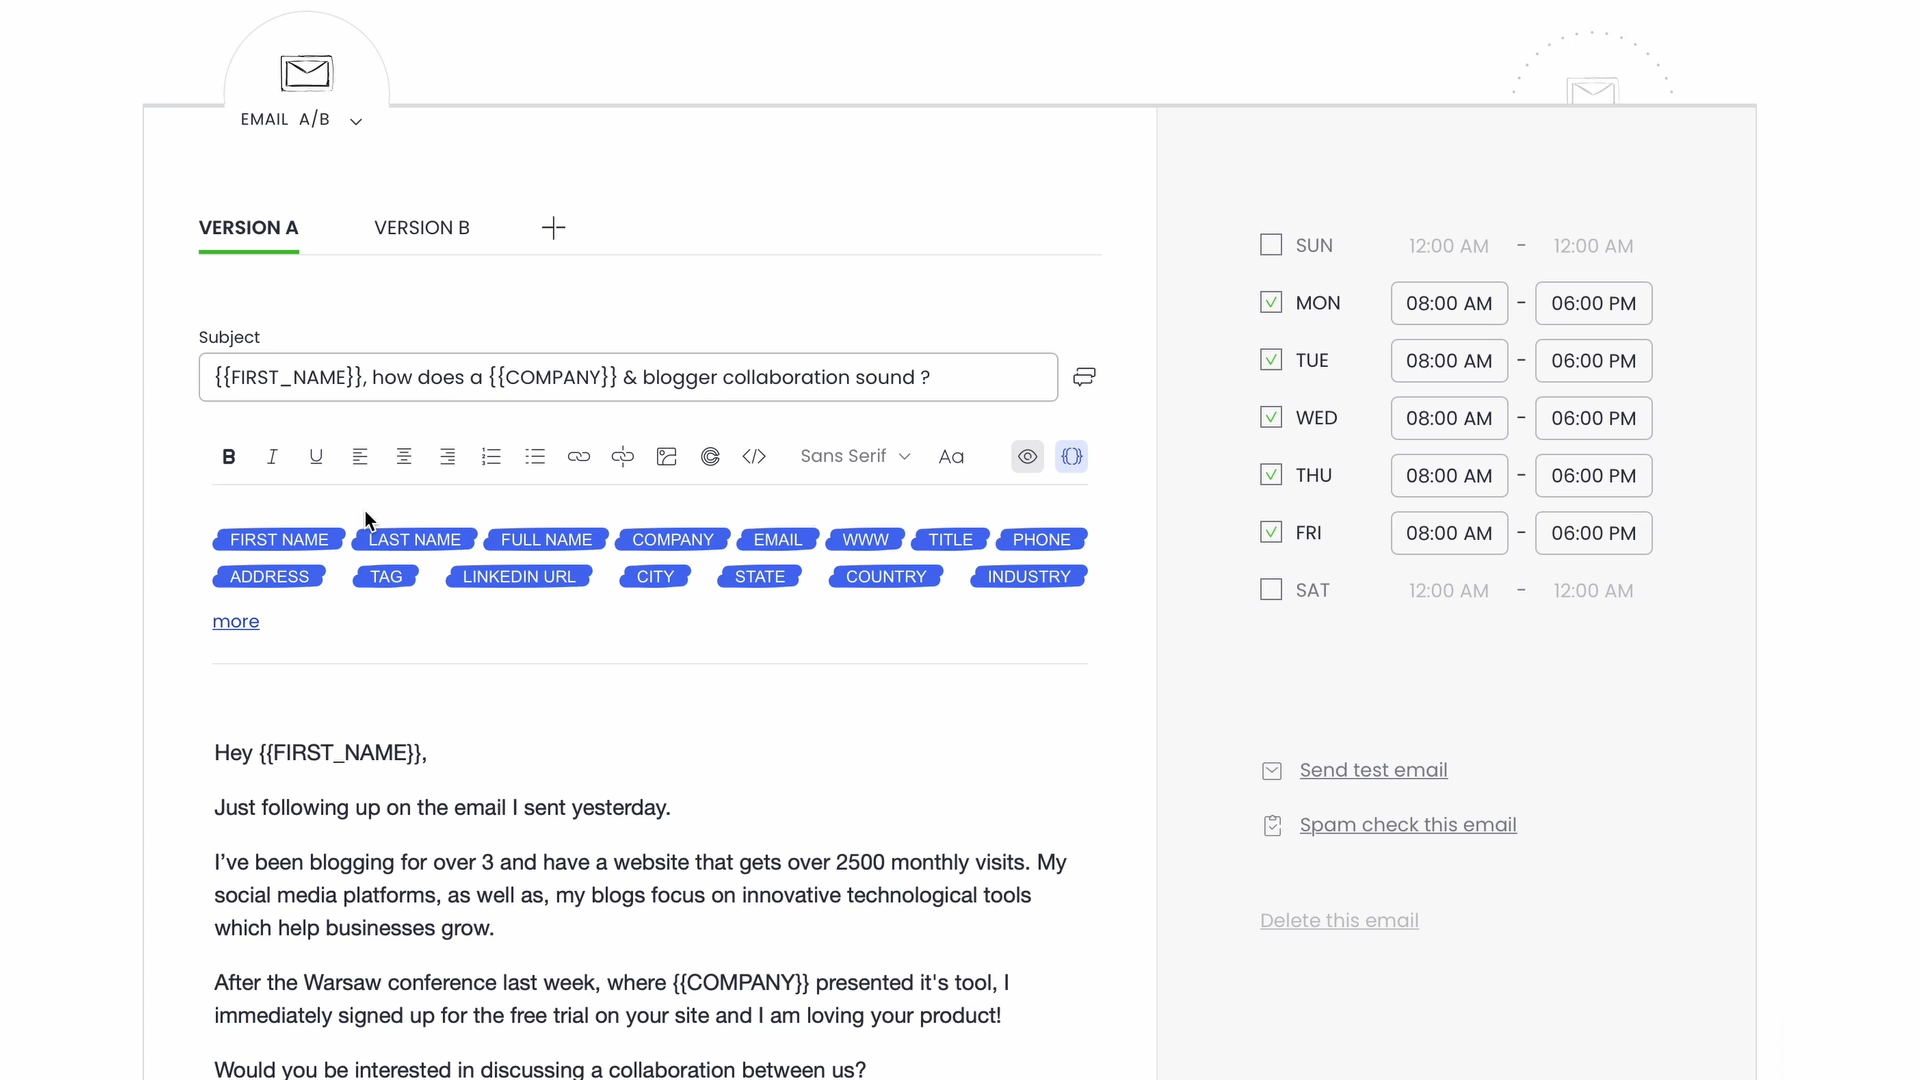 EMAIL A/B
VERSION A VERSION B
Subject
{{FIRST_NAME}}, how does a {{COMPANY}} & blogger collaboration sound ?
B I U Sans Serif Aa
FIRST NAME LAST NAME FULL NAME COMPANY EMAIL WWW TITLE PHONE
ADDRESS TAG LINKEDIN URL CITY STATE COUNTRY INDUSTRY
more
Hey {{FIRST_NAME}},
Just following up on the email I sent yesterday.
I’ve been blogging for over 3 and have a website that gets over 2500 monthly visits. My
social media platforms, as well as, my blogs focus on innovative technological tools
which help businesses grow.
After the Warsaw conference last week, where {{COMPANY}} presented it's tool, I
immediately signed up for the free trial on your site and I am loving your product!
Would you be interested in discussing a collaboration between us?
SUN 12:00 AM - 12:00 AM
MON 08:00 AM - 06:00 PM
TUE 08:00 AM - 06:00 PM
WED 08:00 AM - 06:00 PM
THU 08:00 AM - 06:00 PM
FRI 08:00 AM - 06:00 PM
SAT 12:00 AM - 12:00 AM
Send test email
Spam check this email
Delete this email